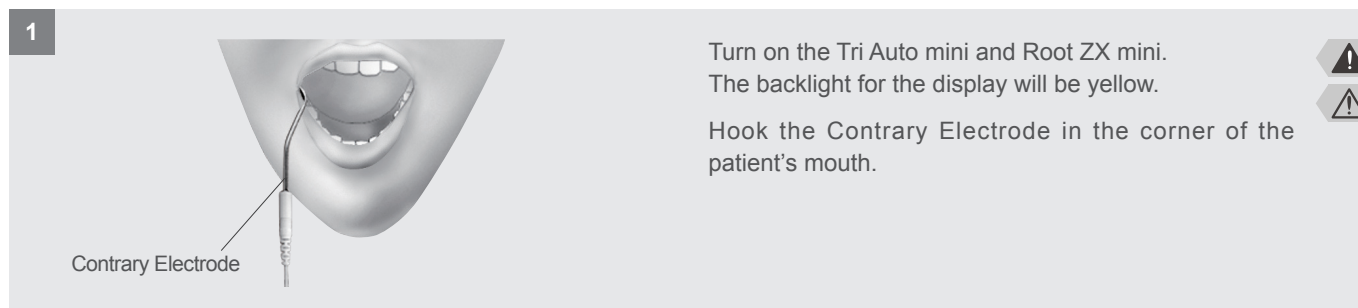 1
Turn on the Tri Auto mini and Root ZX mini.
The backlight for the display will be yellow.
Hook the Contrary Electrode in the corner of the
patient’s mouth.
Contrary Electrode